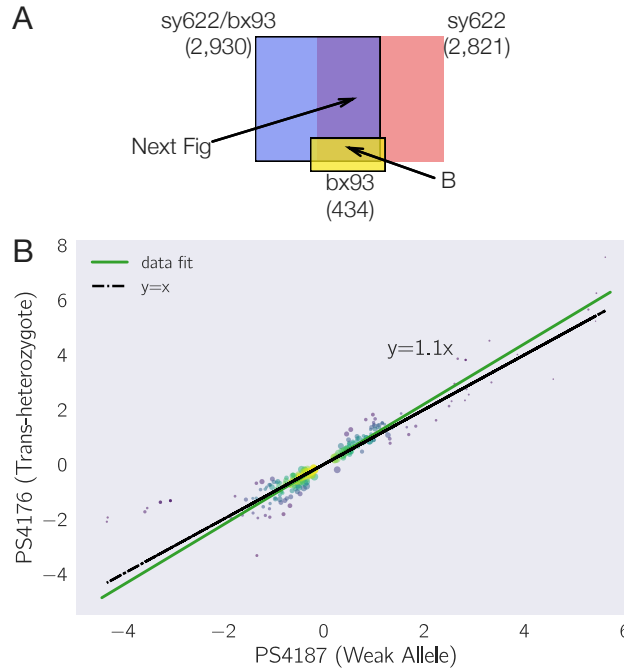 A
sy622/bx93
(2,930)
sy622
(2,821)
Next Fig
B
bx93
(434)
B
8
data fit
y=x
6
y=1.1x
4
2
0
−2
−4
PS4176 (Trans-heterozygote)
−4 −2 0 2 4 6
PS4187 (Weak Allele)